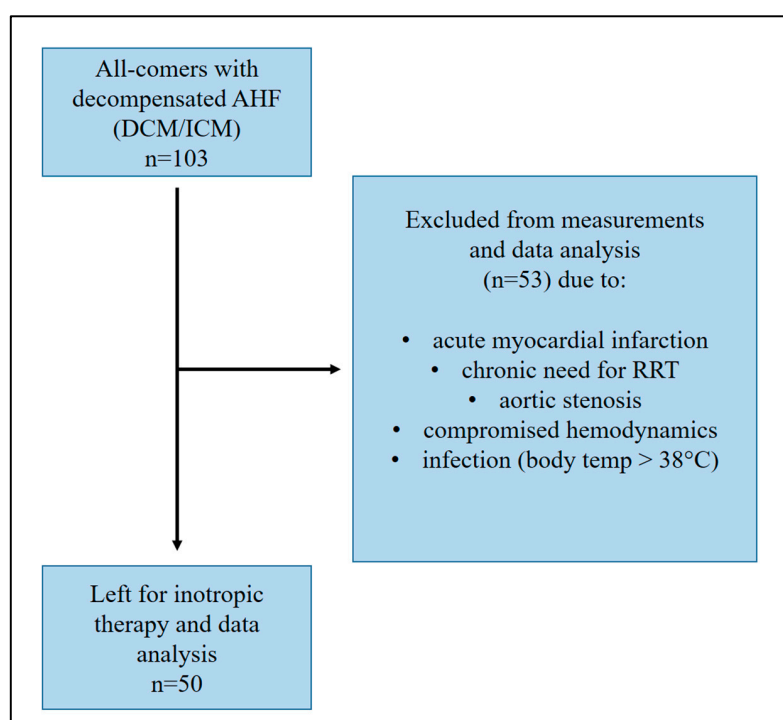 All-comers with
decompensated AHF
(DCM/ICM)
n=103
Excluded from measurements
and data analysis
(n=53) due to:
• acute myocardial infarction
• chronic need for RRT
• aortic stenosis
• compromised hemodynamics
• infection (body temp > 38°C)
Left for inotropic
therapy and data
analysis
n=50